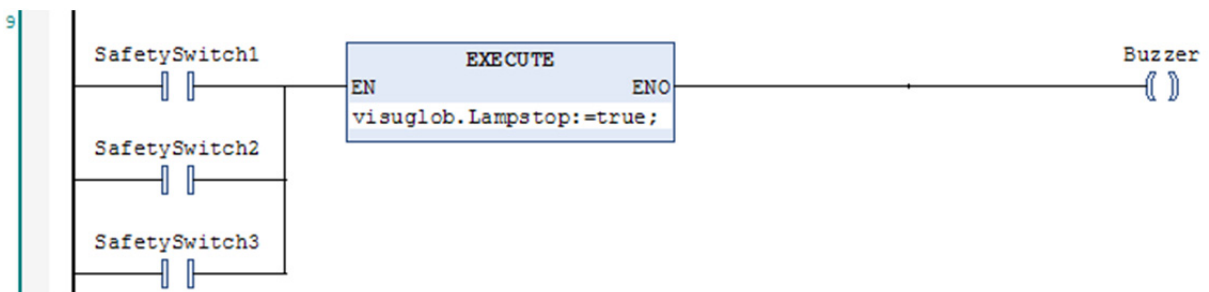 9
SafetySwitch1
EXECUTE
Buzzer
EN ENO
visuglob.Lampstop:=true;
SafetySwitch2
SafetySwitch3